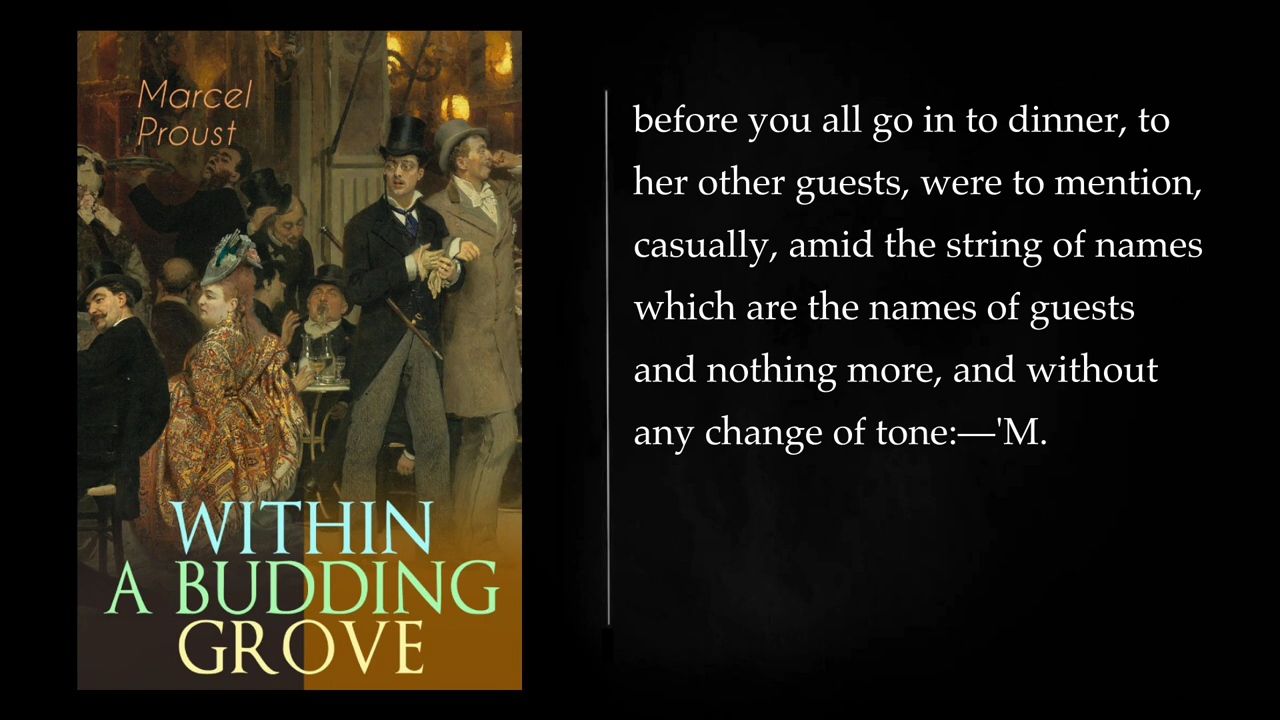 Marcel
Proust
WITHIN
A BUDDING
GROVE
before you all go in to dinner, to
her other guests, were to mention,
casually, amid the string of names
which are the names of guests
and nothing more, and without
any change of tone:—'M.